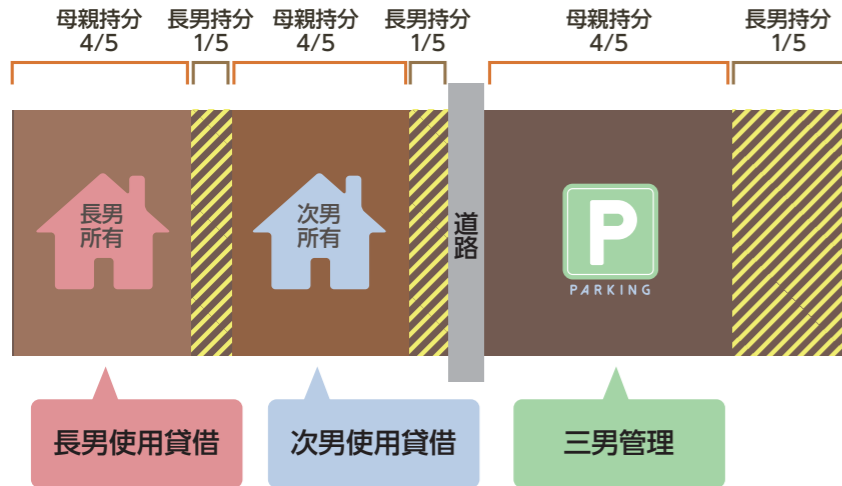 母親持分
4/5
長男持分
1/5
母親持分
4/5
長男持分
1/5
母親持分
4/5
長男持分
1/5
長男
所有
次男
所有
道路
P
PARKING
長男使用貸借
次男使用貸借
三男管理